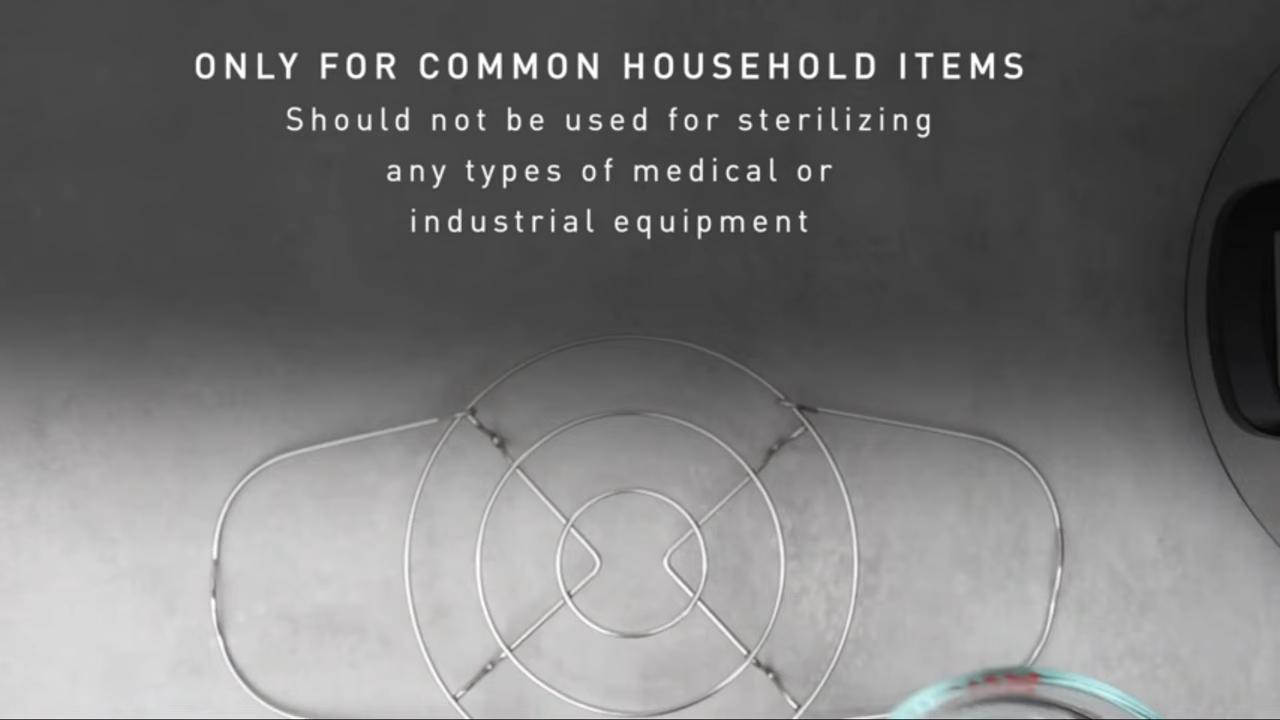 ONLY FOR COMMON HOUSEHOLD ITEMS
Should not be used for sterilizing
any types of medical or
industrial equipment